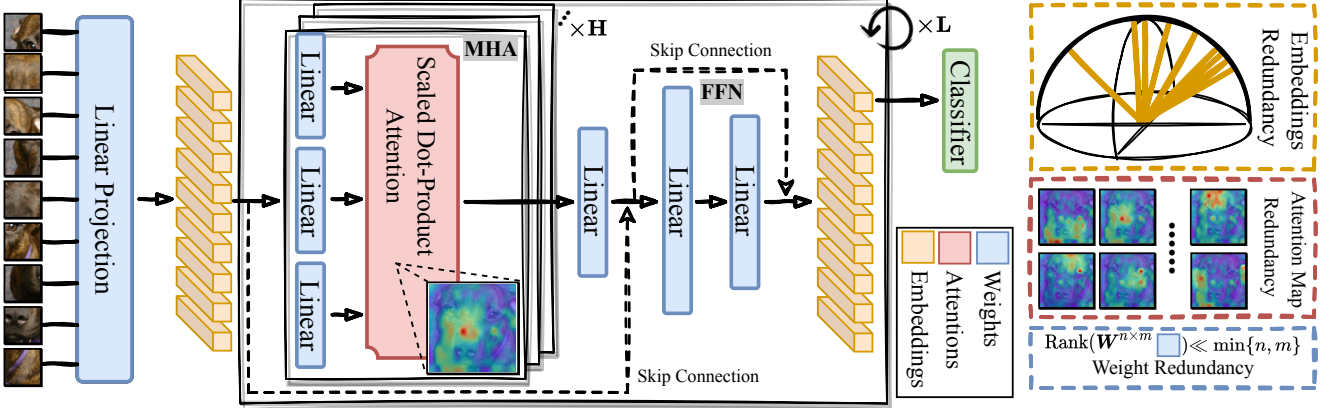 Linear Projection
Linear
Linear
Linear
Scaled Dot-Product
Attention
MHA
×H
Linear
Skip Connection
Skip Connection
FFN
Linear
Linear
×L
Classifier
Embeddings
Attentions
Weights
Embeddings
Redundancy
Attention Map
Redundancy
Rank(W^{n×m} ) ≪ min{n, m}
Weight Redundancy